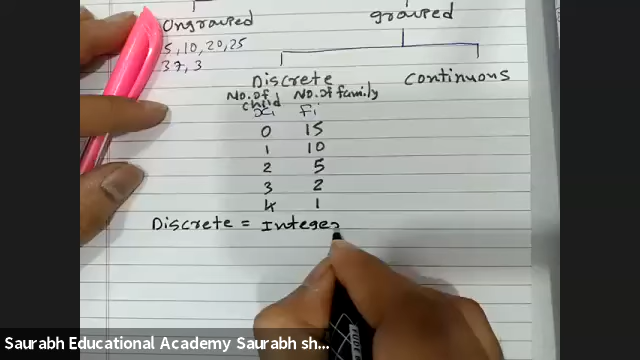 Ungrouped
grouped
5, 10, 20, 25
37, 3
Discrete
continuous
No. of child
No. of family
xi fi
0 15
1 10
2 5
3 2
4 1
Discrete = Integer
Saurabh Educational Academy Saurabh sh...